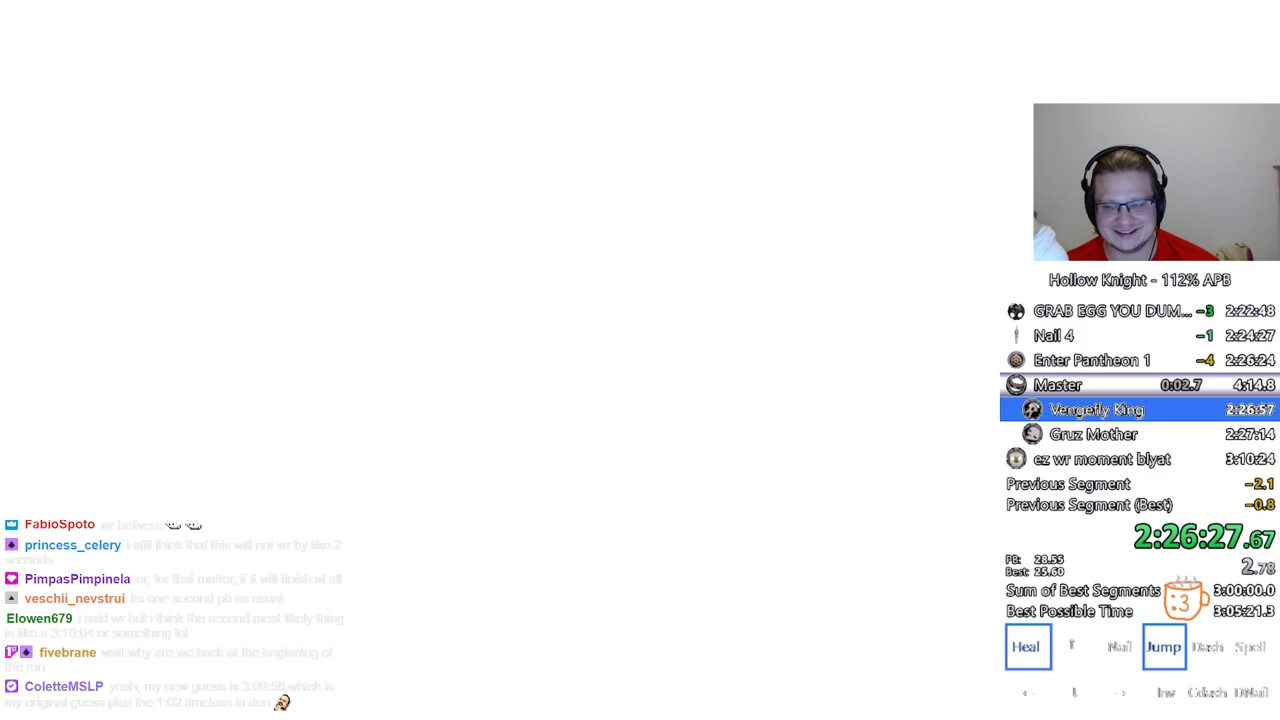 Hollow Knight - 112% APB
GRAB EGG YOU DUM... -3 2:22:48
Nail 4 -1 2:24:27
Enter Pantheon 1 -4 2:26:24
Master 0:02.7 4:14.8
Vengefly King 2:26:57
Gruz Mother 2:27:14
ez wr moment blyat 3:10:24
Previous Segment -2.1
Previous Segment (Best) -0.8
2:26:27.67
PB: 28.55
Best: 25.60
2.78
Sum of Best Segments 3:00:00.0
Best Possible Time 3:05:21.3
:3
Heal ↑ Nail Jump Dash Spell
← ↓ → Inv Cdash DNail
FabioSpoto wr belivers
princess_celery i still think that this will not wr by like 2
seconds
PimpasPimpinela or, for that matter, if it will finish at all
veschii_nevstrui Its one second pb as usual
Elowen679 i said wr but i think the second most likely thing
is like a 3:10:04 or something lol
fivebrane wait why are we back at the beginning of
the run
ColetteMSLP yeah, my new guess is 3:09:58 which is
my original guess plus the 1:02 timeloss in den